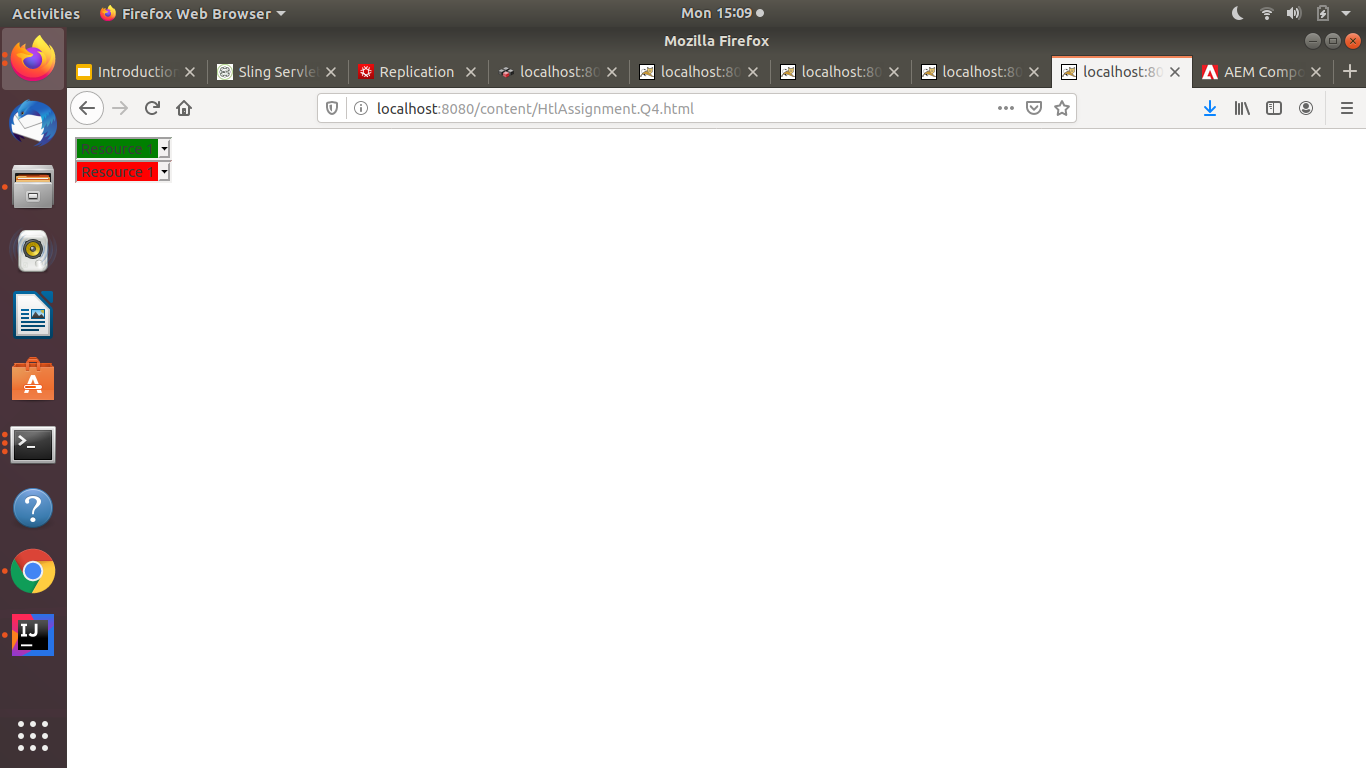 Activities Firefox Web Browser Mon 15:09
Mozilla Firefox
Introduction Sling Servle Replication localhost:80 localhost:80 localhost:80 localhost:80 localhost:80 AEM Compo
localhost:8080/content/HtlAssignment.Q4.html
Resource 1
Resource 1